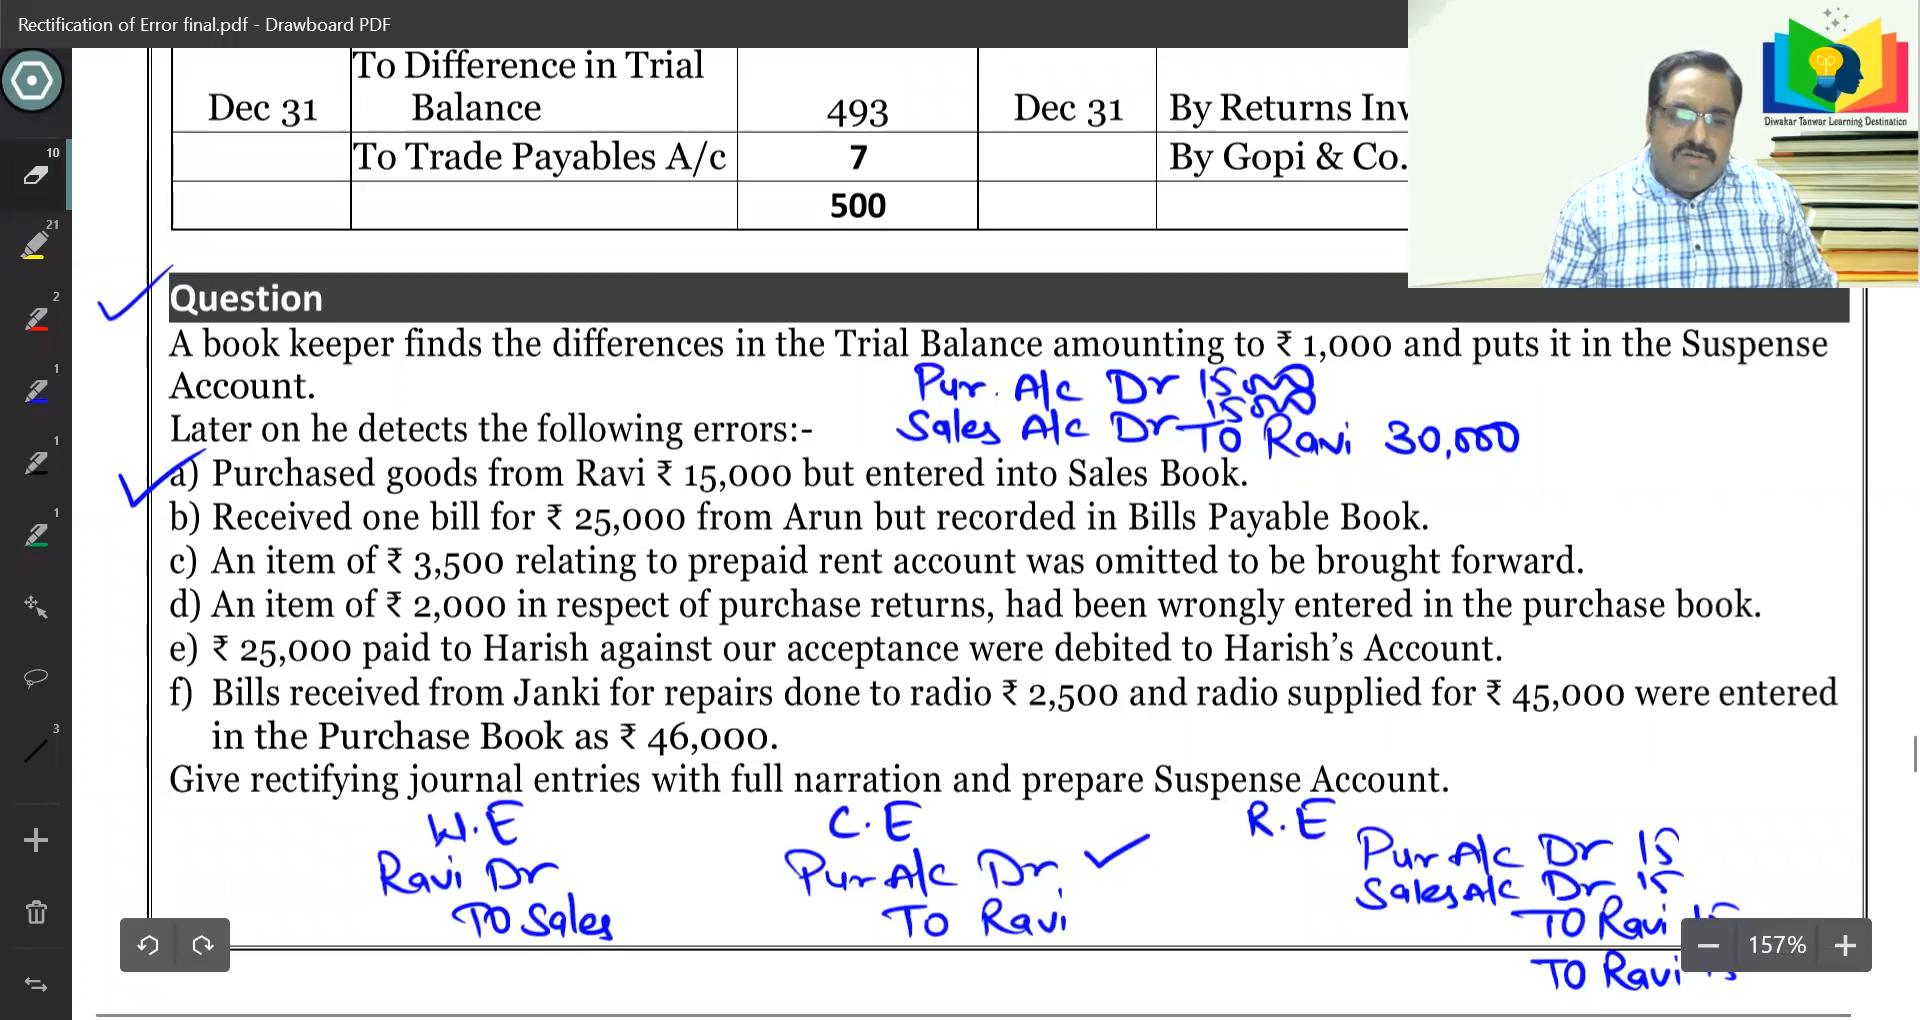 Rectification of Error final.pdf - Drawboard PDF
Diwakar Tanwar Learning Destination
To Difference in Trial
Dec 31 Balance 493 Dec 31 By Returns
To Trade Payables A/c 7 By Gopi & Co.
500
10
21
2
1
1
1
3
Question
A book keeper finds the differences in the Trial Balance amounting to ₹ 1,000 and puts it in the Suspense
Account.
Pur. A/c Dr 15000
Later on he detects the following errors:-
Sales A/c Dr 15000
TO Ravi 30,000
a) Purchased goods from Ravi ₹ 15,000 but entered into Sales Book.
b) Received one bill for ₹ 25,000 from Arun but recorded in Bills Payable Book.
c) An item of ₹ 3,500 relating to prepaid rent account was omitted to be brought forward.
d) An item of ₹ 2,000 in respect of purchase returns, had been wrongly entered in the purchase book.
e) ₹ 25,000 paid to Harish against our acceptance were debited to Harish's Account.
f) Bills received from Janki for repairs done to radio ₹ 2,500 and radio supplied for ₹ 45,000 were entered
in the Purchase Book as ₹ 46,000.
Give rectifying journal entries with full narration and prepare Suspense Account.
W.E
Ravi Dr
TO Sales
C.E
Pur A/c Dr
TO Ravi
R.E
Pur A/c Dr 15
Sales A/c Dr 15
TO Ravi
TO Ravi
157%